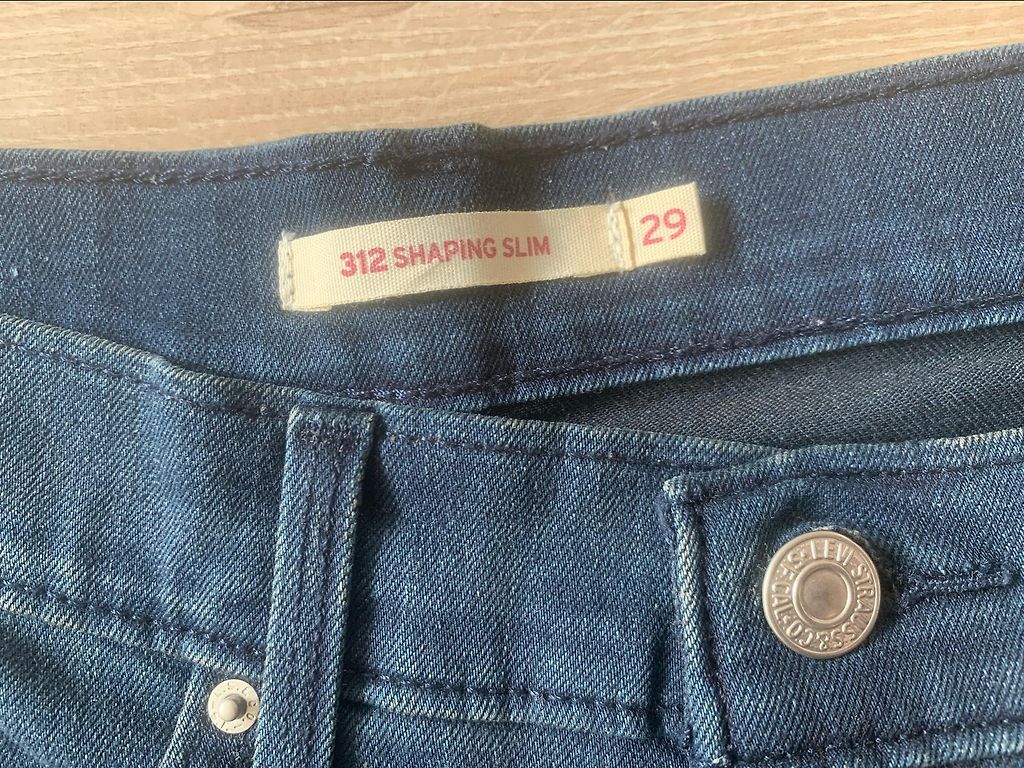 312 SHAPING SLIM
29
LEVI STRAUSS & CO
S.F. CAL